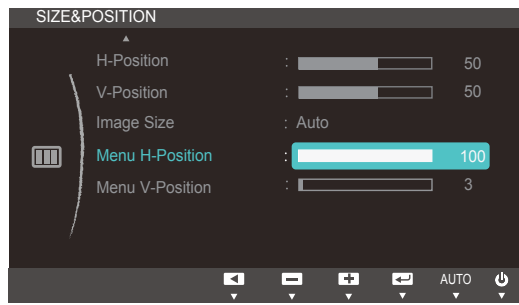 SIZE&POSITION
H-Position : 50
V-Position : 50
Image Size : Auto
Menu H-Position : 100
Menu V-Position : 3
AUTO